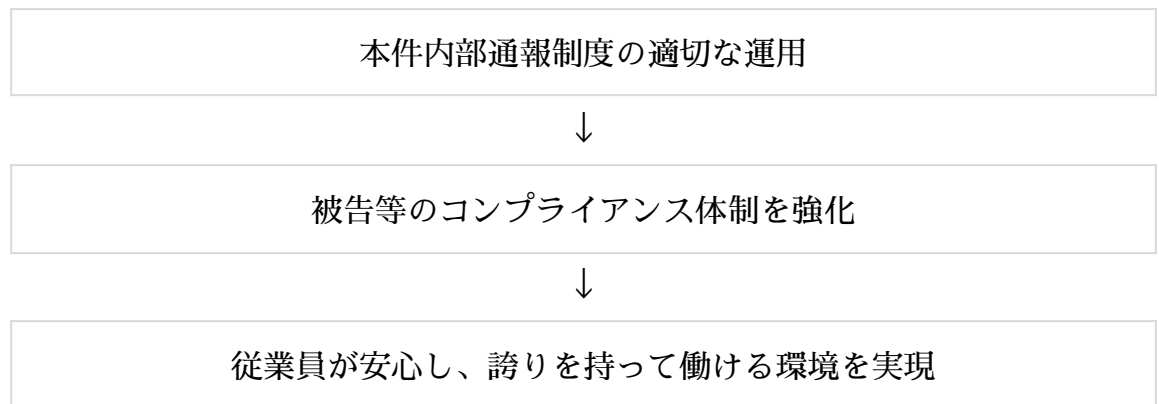 本件内部通報制度の適切な運用
↓
被告等のコンプライアンス体制を強化
↓
従業員が安心し、誇りを持って働ける環境を実現